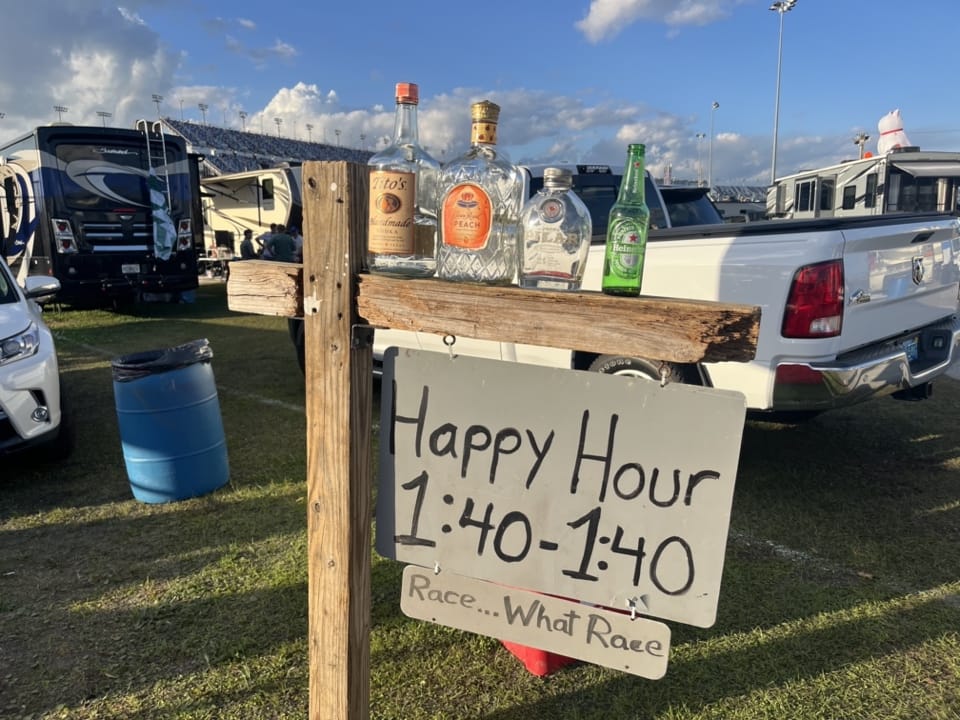 Tito's
Handmade
PEACH
Heineken
Happy Hour
1:40-1:40
Race...What Race